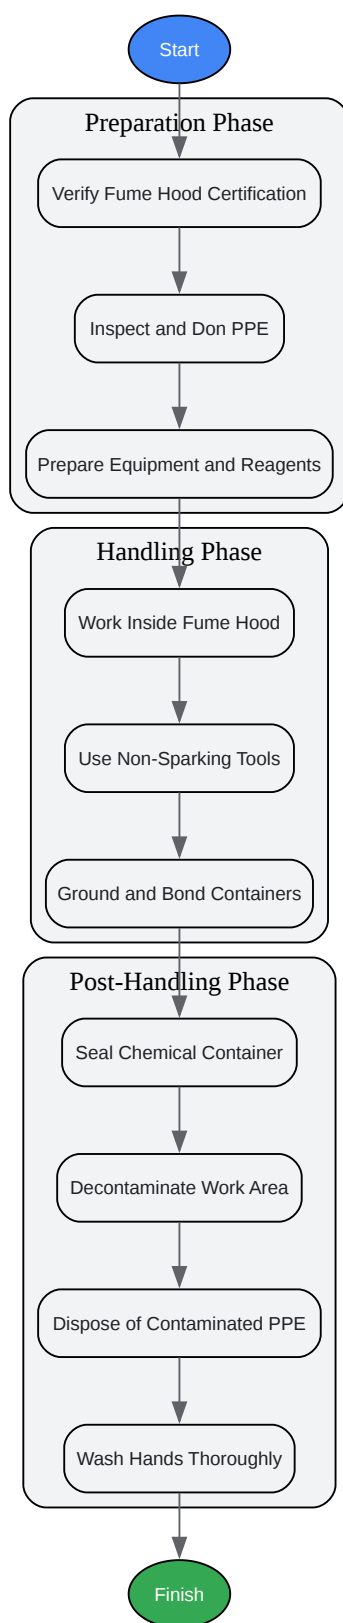 Start
Preparation Phase
Verify Fume Hood Certification
Inspect and Don PPE
Prepare Equipment and Reagents
Handling Phase
Work Inside Fume Hood
Use Non-Sparking Tools
Ground and Bond Containers
Post-Handling Phase
Seal Chemical Container
Decontaminate Work Area
Dispose of Contaminated PPE
Wash Hands Thoroughly
Finish